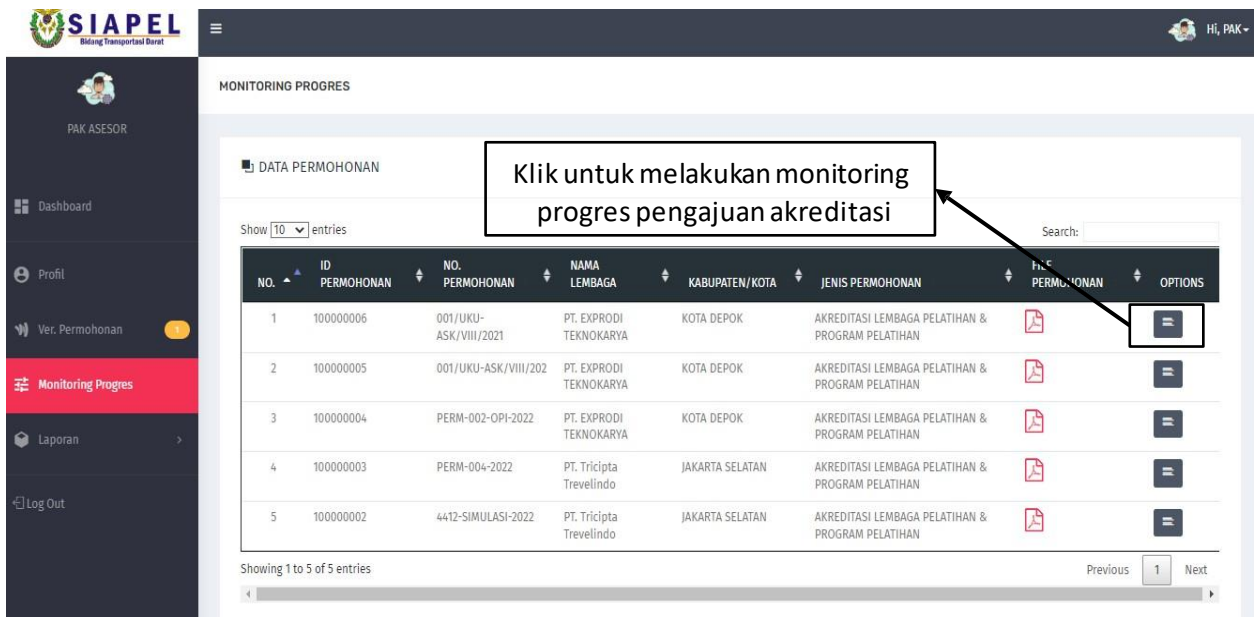 SIAPEL
Bidang Transportasi Darat
Hi, PAK
PAK ASESOR
Dashboard
Profil
Ver. Permohonan 1
Monitoring Progres
Laporan
Log Out
MONITORING PROGRES
DATA PERMOHONAN
Klik untuk melakukan monitoring
progres pengajuan akreditasi
Show 10 entries
Search:
NO. ID PERMOHONAN NO. PERMOHONAN NAMA LEMBAGA KABUPATEN/KOTA JENIS PERMOHONAN FILE PERMOHONAN OPTIONS
1 100000006 001/UKU-ASK/VIII/2021 PT. EXPRODI TEKNOKARYA KOTA DEPOK AKREDITASI LEMBAGA PELATIHAN & PROGRAM PELATIHAN
2 100000005 001/UKU-ASK/VIII/202 PT. EXPRODI TEKNOKARYA KOTA DEPOK AKREDITASI LEMBAGA PELATIHAN & PROGRAM PELATIHAN
3 100000004 PERM-002-OPI-2022 PT. EXPRODI TEKNOKARYA KOTA DEPOK AKREDITASI LEMBAGA PELATIHAN & PROGRAM PELATIHAN
4 100000003 PERM-004-2022 PT. Tricipta Trevelindo JAKARTA SELATAN AKREDITASI LEMBAGA PELATIHAN & PROGRAM PELATIHAN
5 100000002 4412-SIMULASI-2022 PT. Tricipta Trevelindo JAKARTA SELATAN AKREDITASI LEMBAGA PELATIHAN & PROGRAM PELATIHAN
Showing 1 to 5 of 5 entries
Previous 1 Next